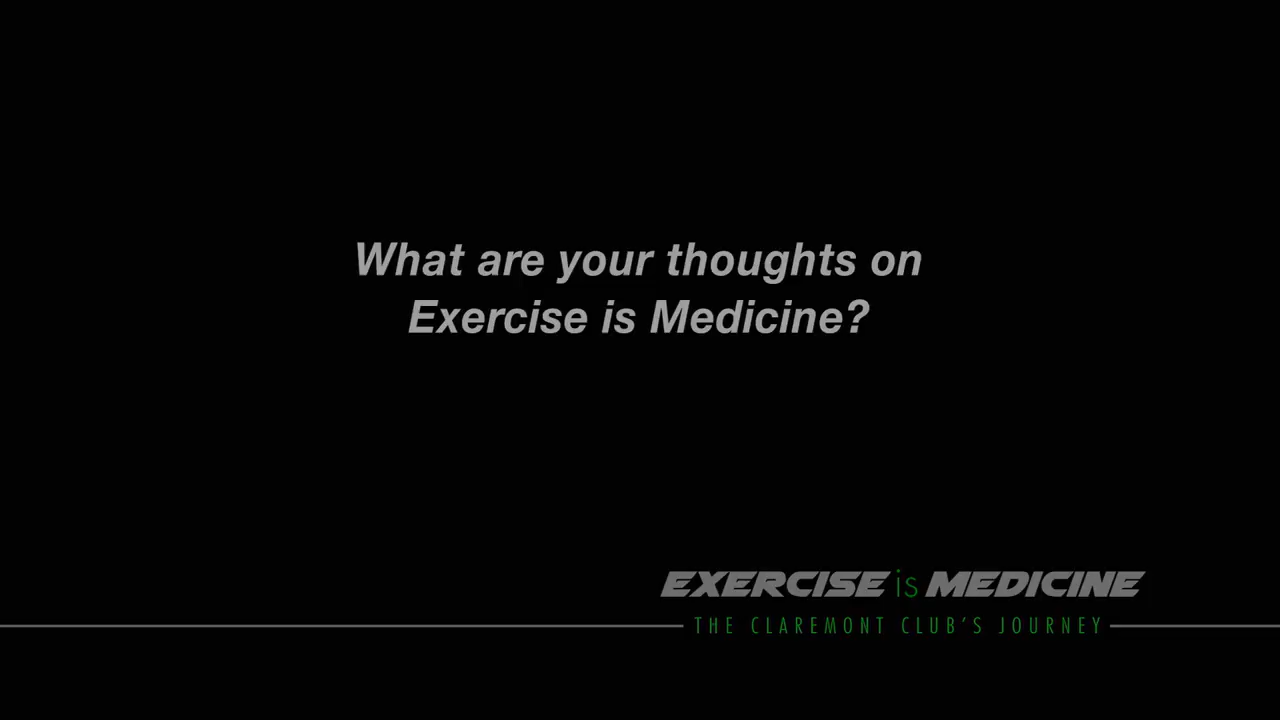 What are your thoughts on
Exercise is Medicine?
EXERCISE is MEDICINE
THE CLAREMONT CLUB'S JOURNEY